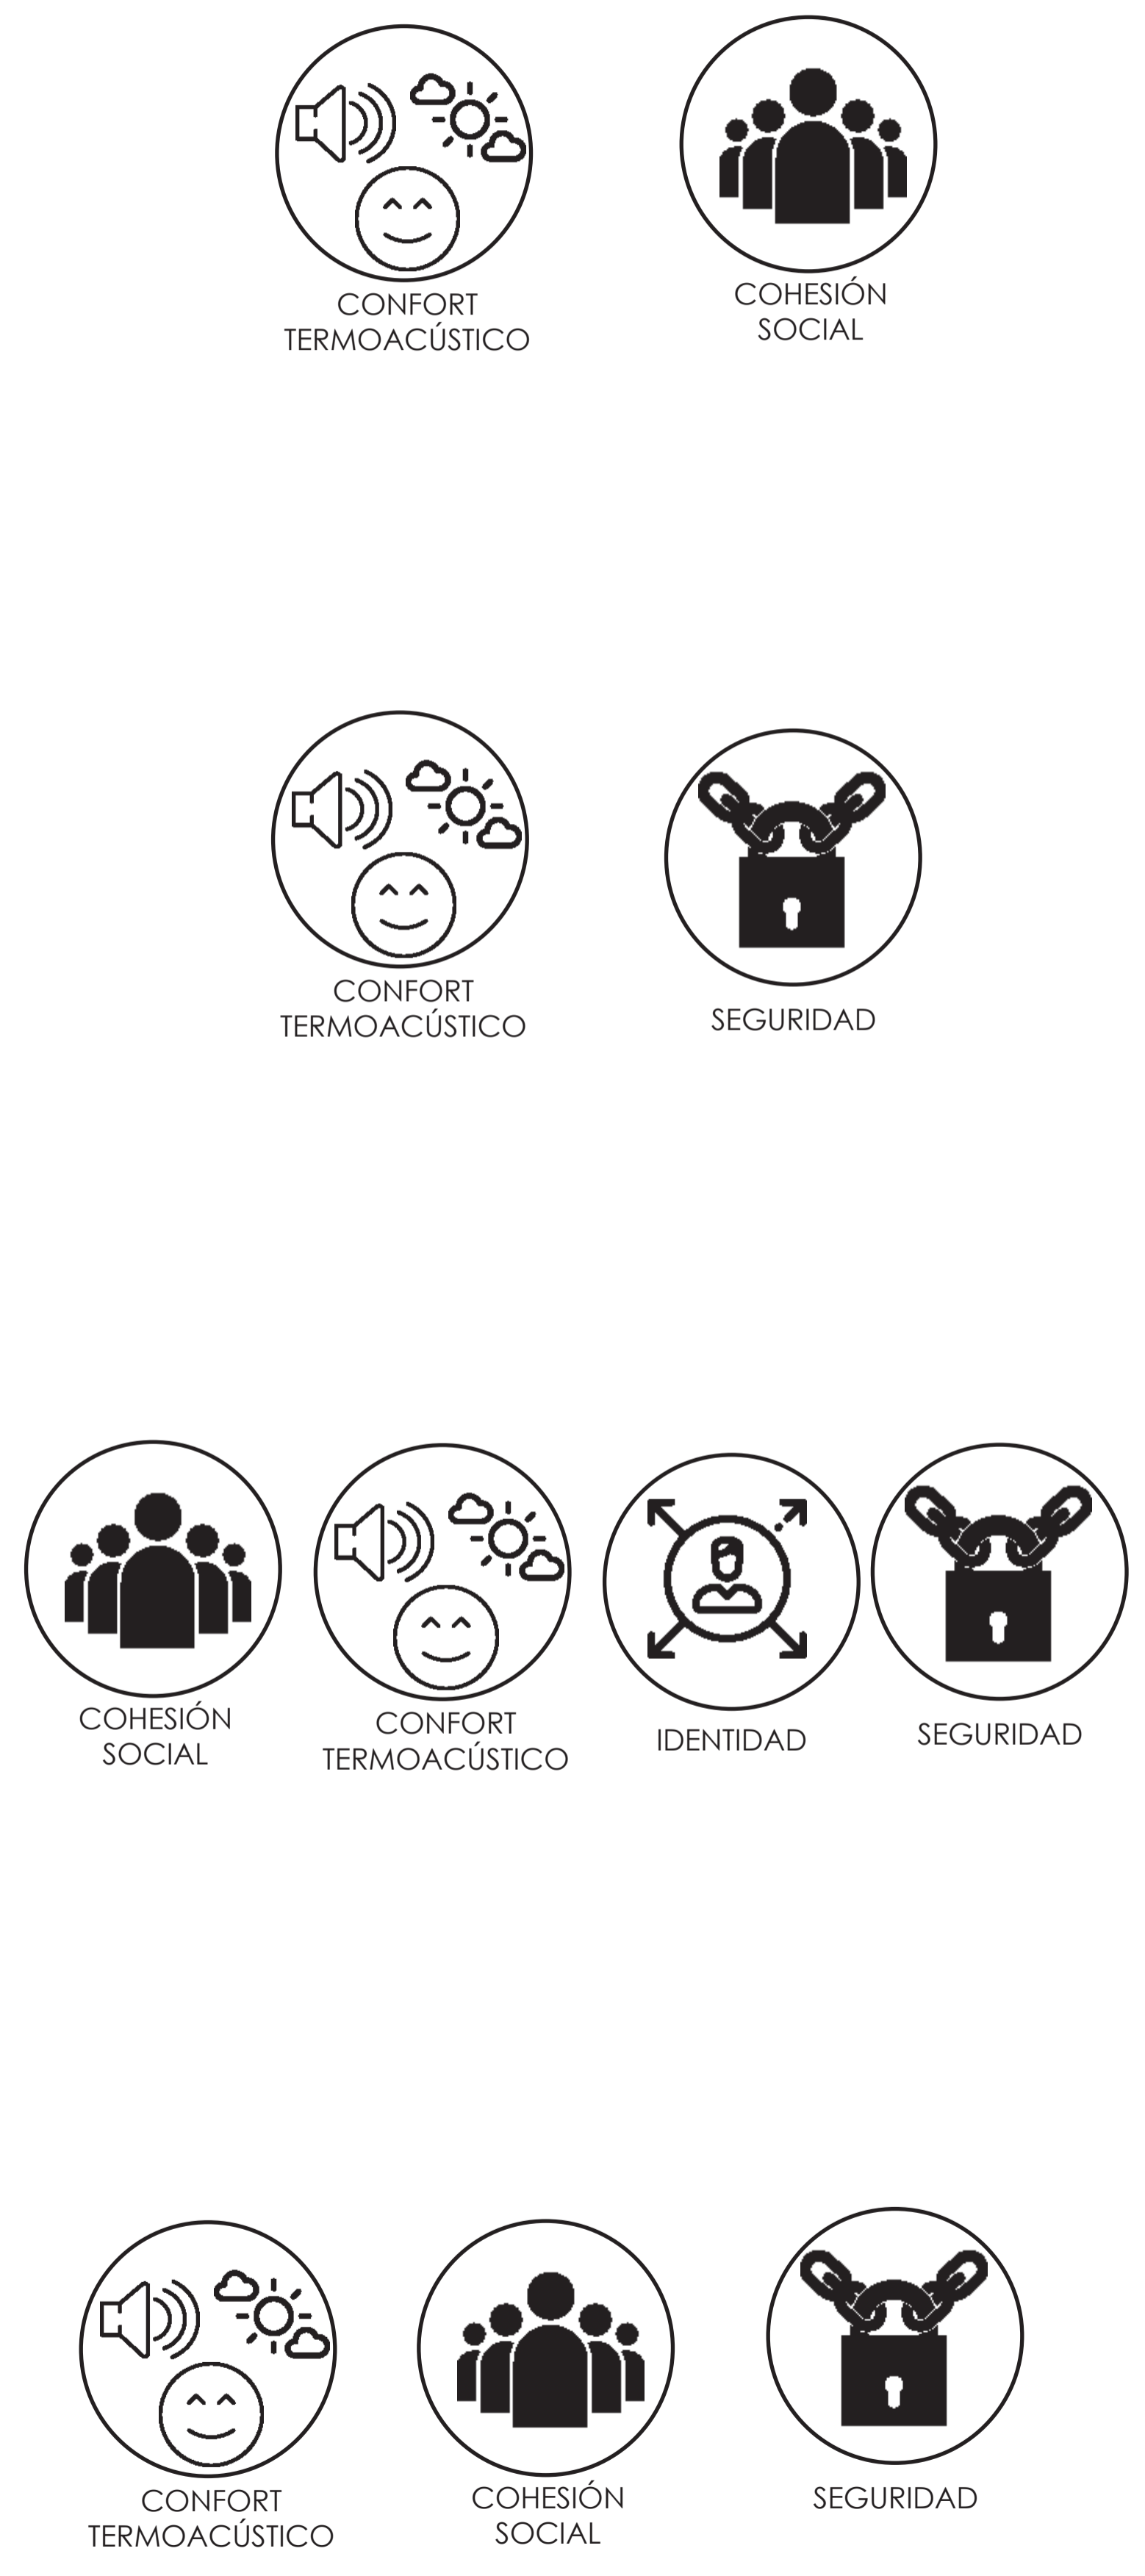 CONFORT
TERMOACÚSTICO
COHESIÓN
SOCIAL
CONFORT
TERMOACÚSTICO
SEGURIDAD
COHESIÓN
SOCIAL
CONFORT
TERMOACÚSTICO
IDENTIDAD
SEGURIDAD
CONFORT
TERMOACÚSTICO
COHESIÓN
SOCIAL
SEGURIDAD